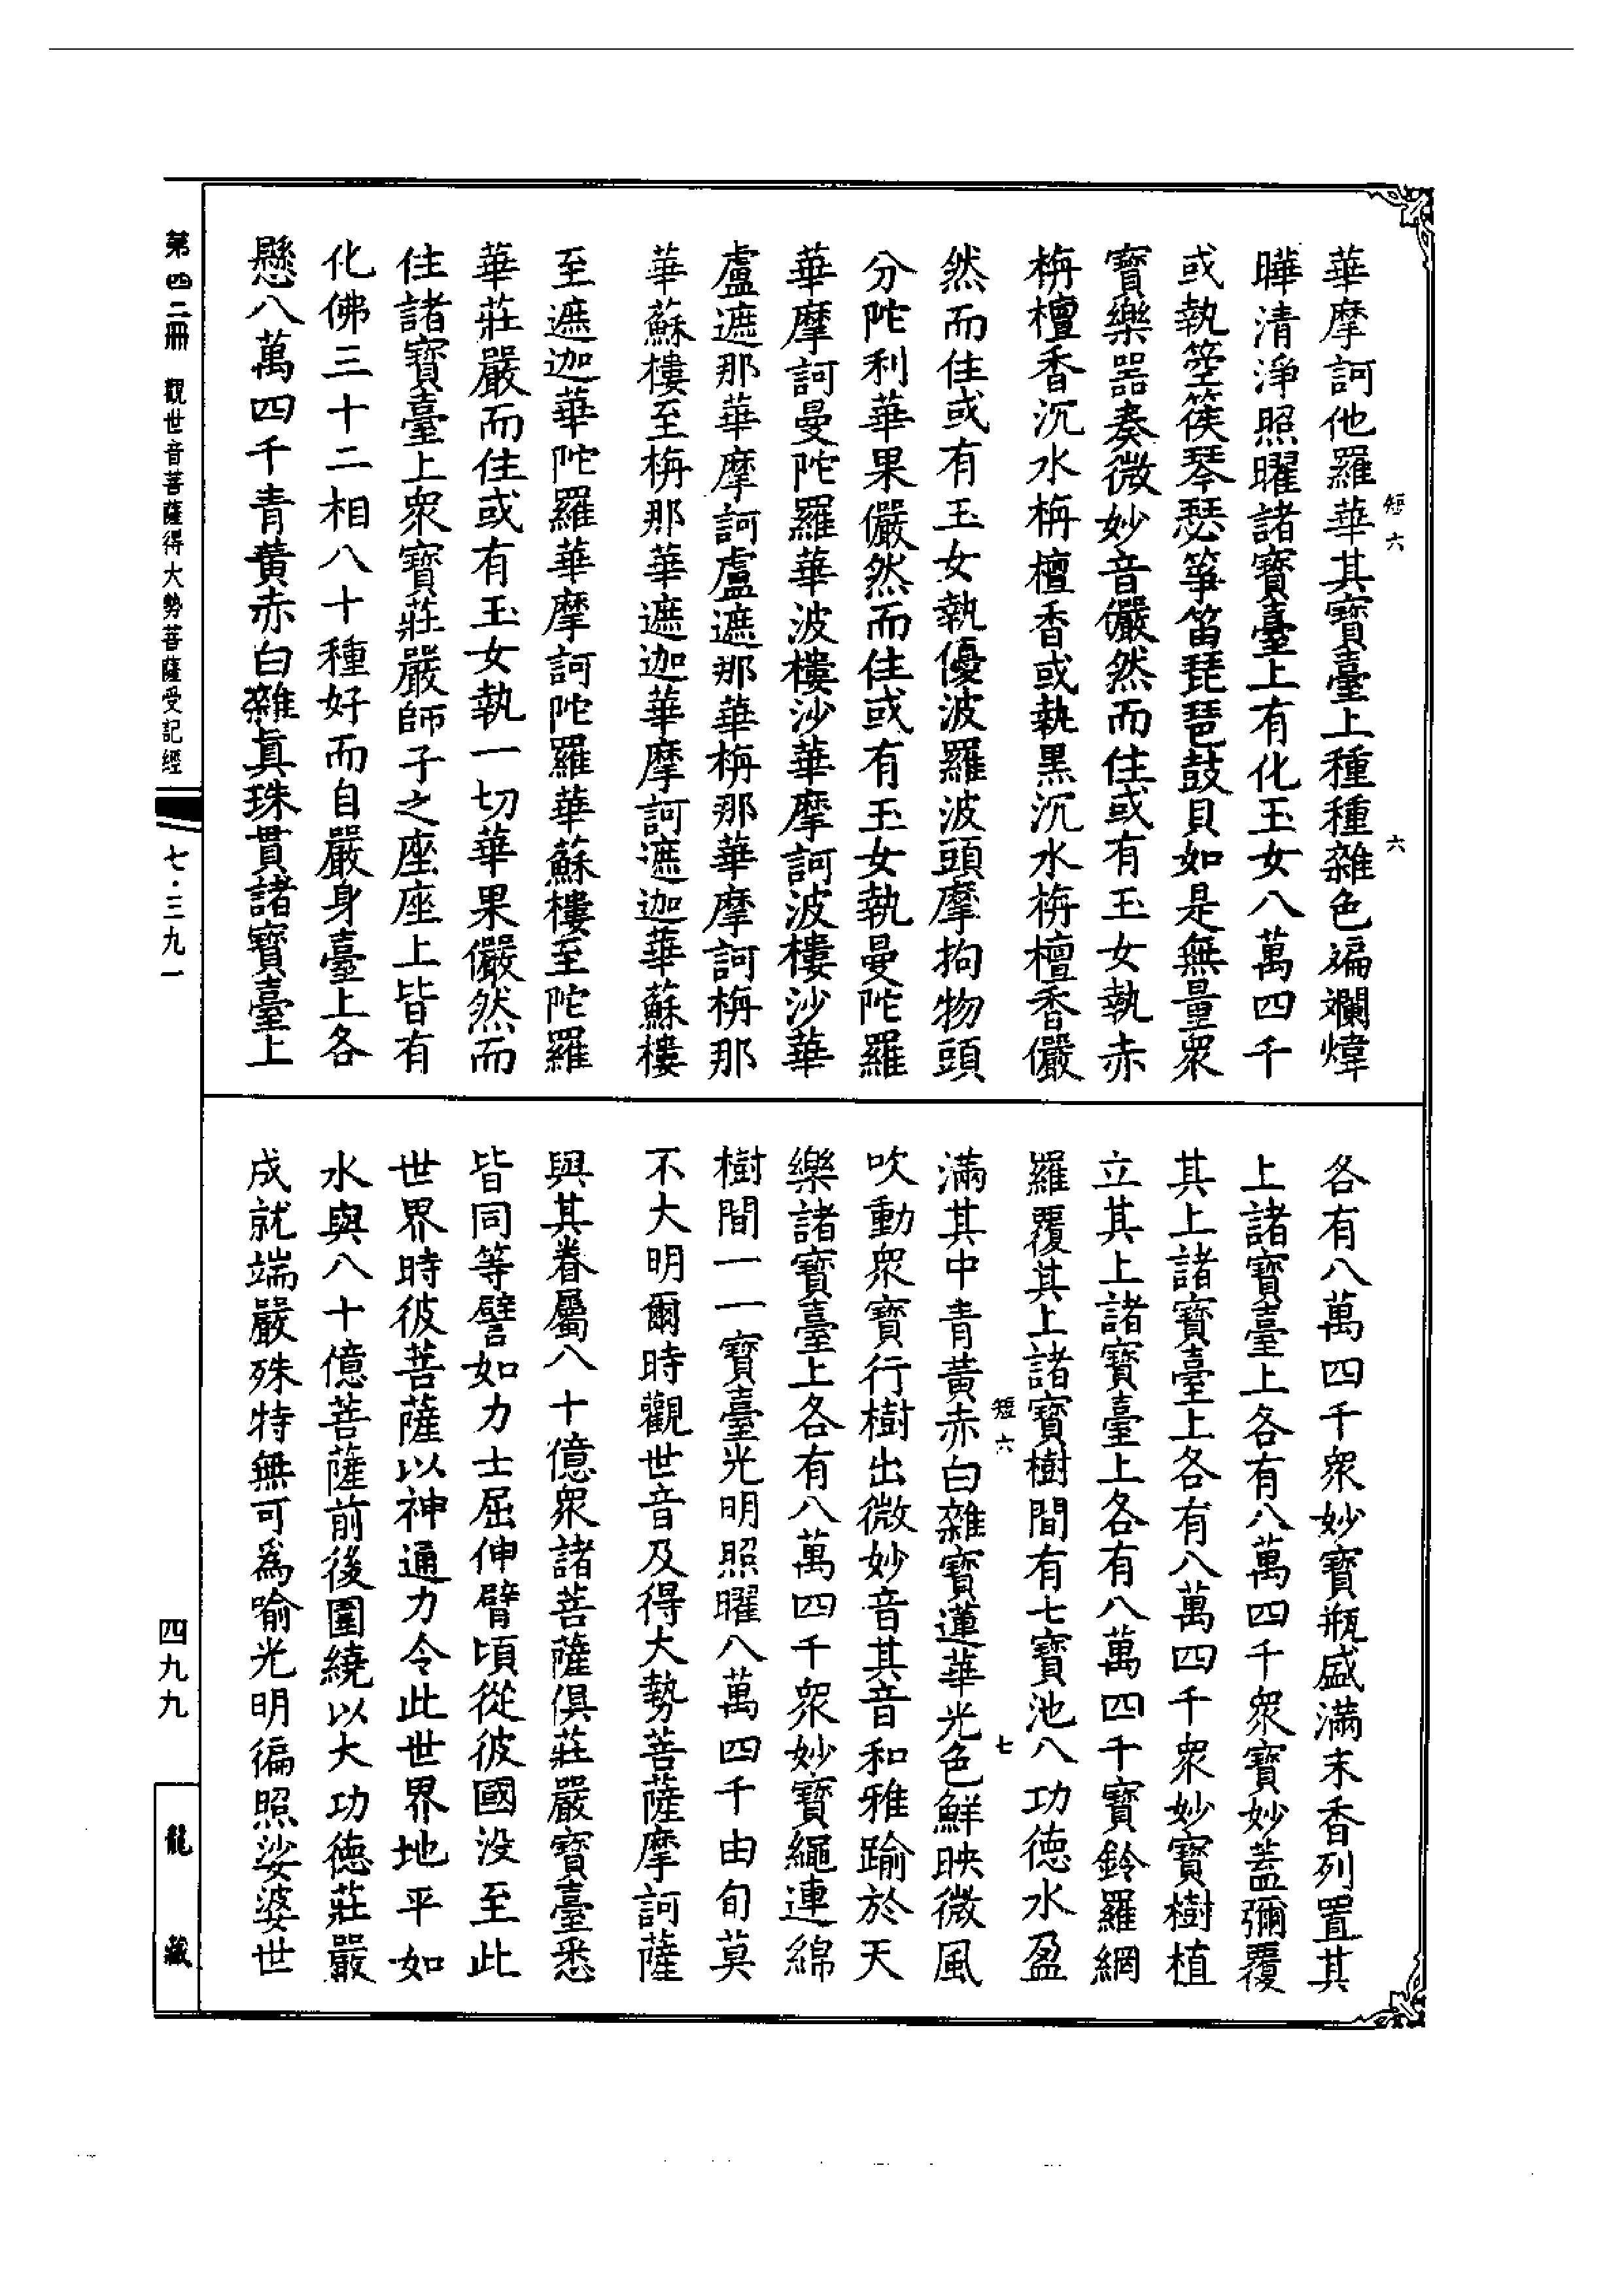 短六　六
華摩訶他羅華其寶臺上種種雜色㻞斕煒
曄清淨照曜諸寶臺上有化玉女八萬四千
或執箜篌琴瑟箏笛琵琶鼓貝如是無量衆
寶樂器奏微妙音儼然而住或有玉女執赤
栴檀香沉水栴檀香或執黑沉水栴檀香儼
然而住或有玉女執優波羅波頭摩拘物頭
分陀利華果儼然而住或有玉女執曼陀羅
華摩訶曼陀羅華波樓沙華摩訶波樓沙華
盧遮那華摩訶盧遮那華栴那華摩訶栴那
華蘇樓至栴那華遮迦華摩訶遮迦華蘇樓
至遮迦華陀羅華摩訶陀羅華蘇樓至陀羅
華莊嚴而住或有玉女執一切華果儼然而
住諸寶臺上衆寶莊嚴師子之座座上皆有
化佛三十二相八十種好而自嚴身臺上各
懸八萬四千青黃赤白雜真珠貫諸寶臺上
各有八萬四千衆妙寶瓶盛滿末香列置其
上諸寶臺上各有八萬四千衆寶妙蓋彌覆
其上諸寶臺上各有八萬四千衆妙寶樹植
立其上諸寶臺上各有八萬四千寶鈴羅網
羅覆其上諸寶樹間有七寶池八功德水盈
短六　七
滿其中青黃赤白雜寶蓮華光色鮮映微風
吹動衆寶行樹出微妙音其音和雅踰於天
樂諸寶臺上各有八萬四千衆妙寶繩連綿
樹間一一寶臺光明照曜八萬四千由旬莫
不大明爾時觀世音及得大勢菩薩摩訶薩
與其眷屬八十億衆諸菩薩俱莊嚴寶臺悉
皆同等譬如力士屈伸臂頃從彼國没至此
世界時彼菩薩以神通力令此世界地平如
水與八十億菩薩前後圍繞以大功德莊嚴
成就端嚴殊特無可爲喻光明徧照娑婆世
第四二冊　觀世音菩薩得大勢菩薩受記經
七·三九一
四九九
龍藏